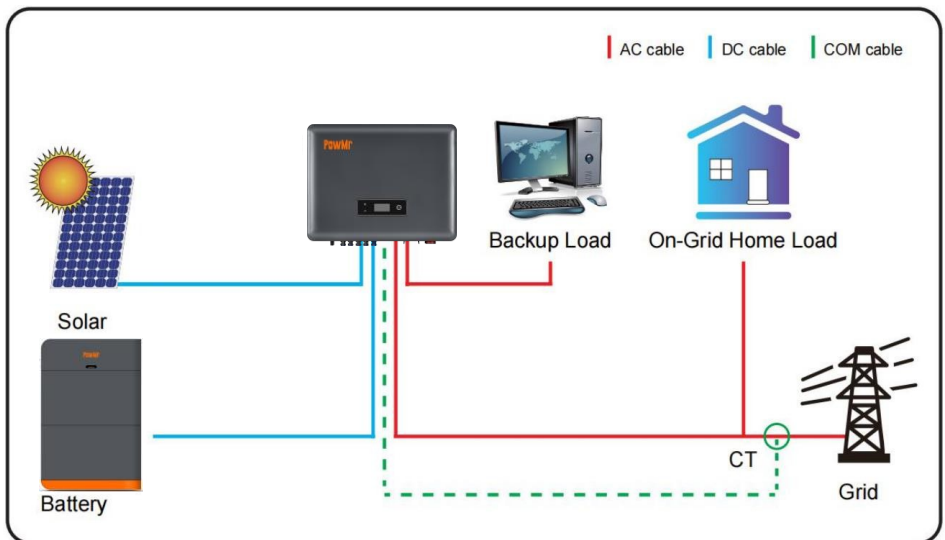 AC cable
DC cable
COM cable
PowMr
Backup Load
On-Grid Home Load
Solar
PowMr
Battery
CT
Grid